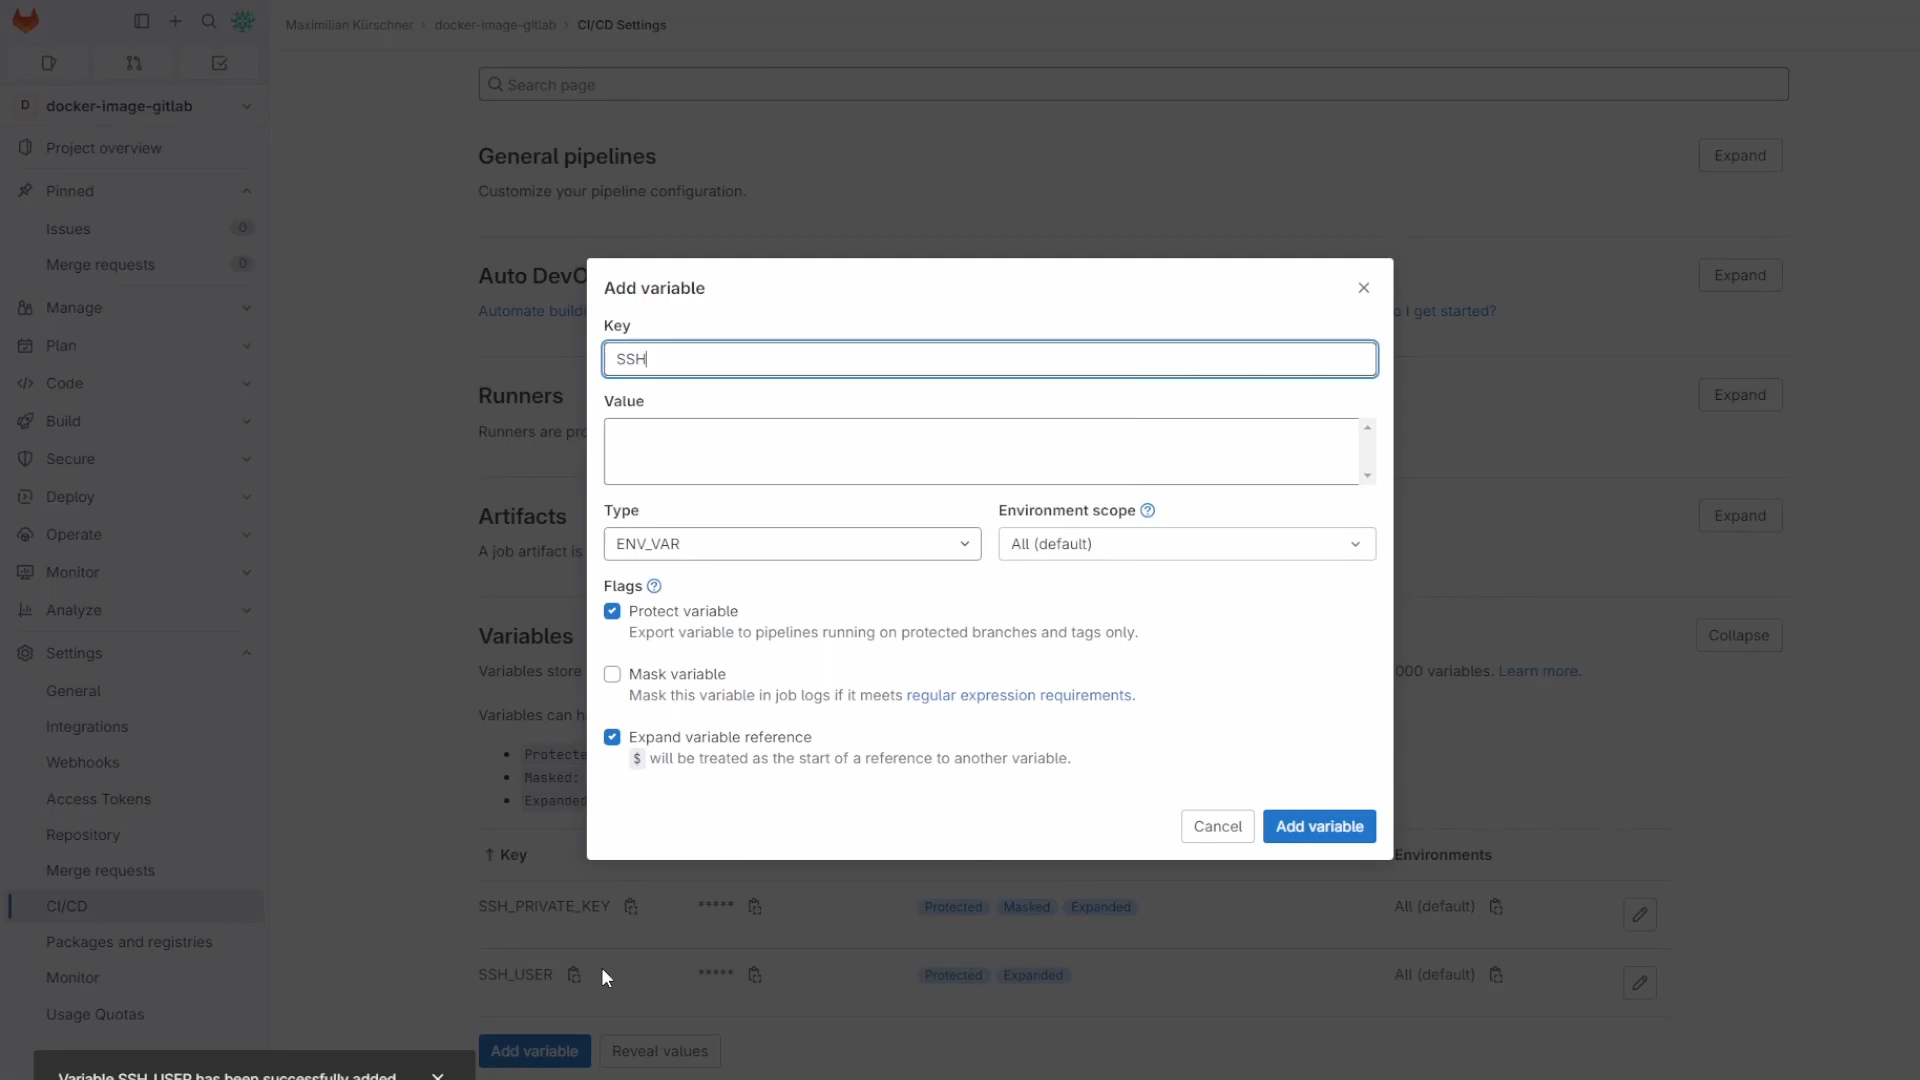 Maximilian Kürschner › docker-image-gitlab › CI/CD Settings
D docker-image-gitlab
Project overview
Pinned
Issues 0
Merge requests 0
Manage
Plan
Code
Build
Secure
Deploy
Operate
Monitor
Analyze
Settings
General
Integrations
Webhooks
Access Tokens
Repository
Merge requests
CI/CD
Packages and registries
Monitor
Usage Quotas
Search page
General pipelines
Expand
Customize your pipeline configuration.
Auto DevO
Expand
Automate build
I get started?
Runners
Expand
Runners are pr
Artifacts
Expand
A job artifact is
Variables
Collapse
Variables store
000 variables. Learn more.
Variables can h
Protecte
Masked:
Expanded
Add variable
Key
SSH
Value
Type
Environment scope
ENV_VAR
All (default)
Flags
Protect variable
Export variable to pipelines running on protected branches and tags only.
Mask variable
Mask this variable in job logs if it meets regular expression requirements.
Expand variable reference
$ will be treated as the start of a reference to another variable.
Cancel Add variable
↑ Key
Environments
SSH_PRIVATE_KEY ***** Protected Masked Expanded All (default)
SSH_USER ***** Protected Expanded All (default)
Add variable Reveal values
Variable SSH_USER has been successfully added.